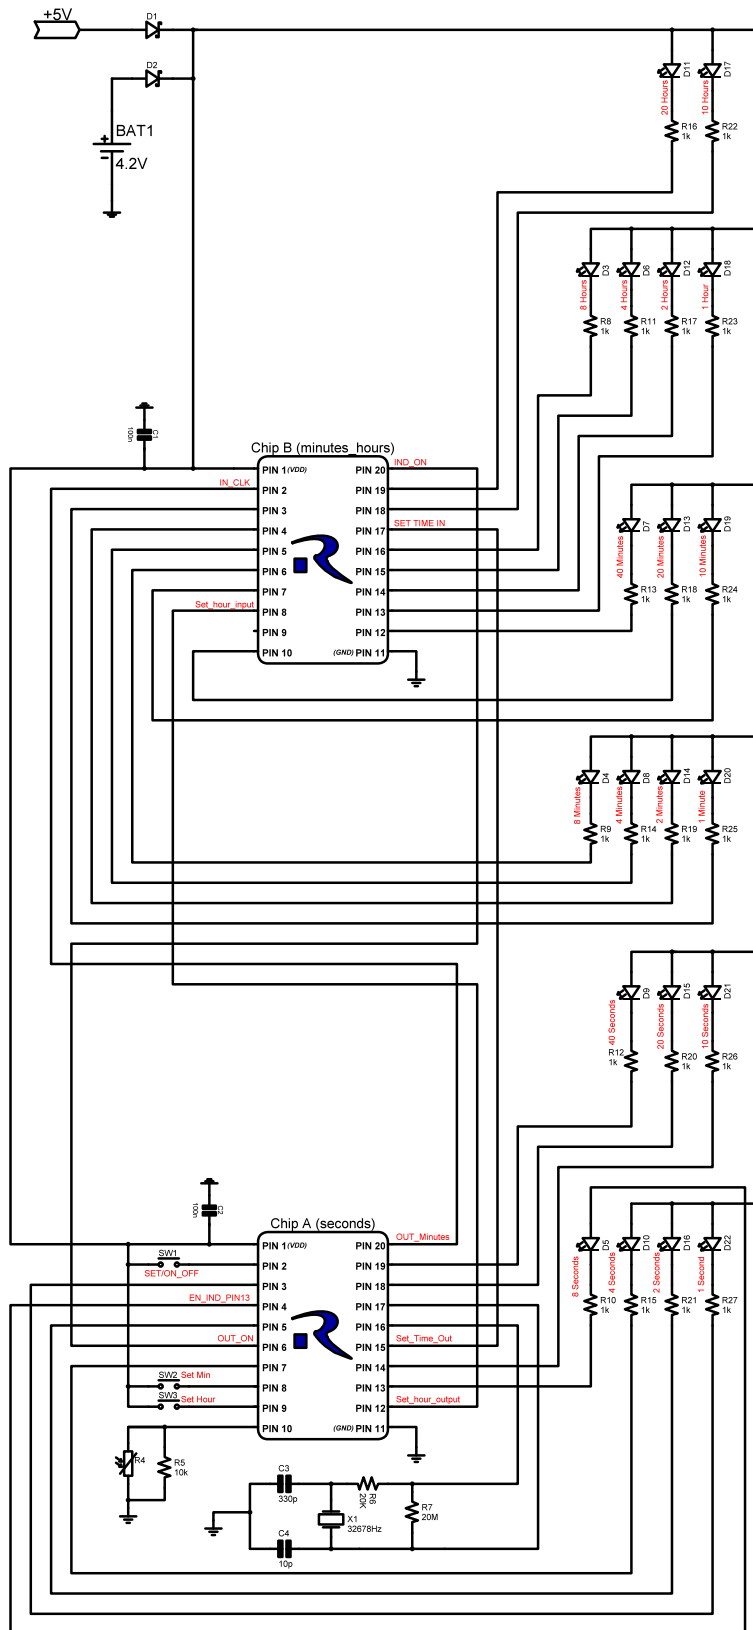 +5V
D1
D2
BAT1
4.2V
D11
20 Hours
R16
1k
D17
10 Hours
R22
1k
D3
8 Hours
R8
1k
D6
4 Hours
R11
1k
D12
2 Hours
R17
1k
D18
1 Hour
R23
1k
C1
100n
Chip B (minutes_hours)
PIN 1 (VDD)
PIN 20
IND_ON
IN_CLK
PIN 2
PIN 19
PIN 3
PIN 18
PIN 4
PIN 17
SET TIME IN
PIN 5
PIN 16
PIN 6
PIN 15
PIN 7
PIN 14
Set_hour_input
PIN 8
PIN 13
PIN 9
PIN 12
PIN 10
(GND) PIN 11
D7
40 Minutes
R13
1k
D13
20 Minutes
R18
1k
D19
10 Minutes
R24
1k
D4
8 Minutes
R9
1k
D8
4 Minutes
R14
1k
D14
2 Minutes
R19
1k
D20
1 Minute
R25
1k
D9
40 Seconds
R12
1k
D15
20 Seconds
R20
1k
D21
10 Seconds
R26
1k
C2
100n
Chip A (seconds)
PIN 1 (VDD)
PIN 20
OUT_Minutes
SW1
SET/ON_OFF
PIN 2
PIN 19
PIN 3
PIN 18
EN_IND_PIN13
PIN 4
PIN 17
PIN 5
PIN 16
OUT_ON
PIN 6
PIN 15
Set_Time_Out
PIN 7
PIN 14
SW2 Set Min
PIN 8
PIN 13
SW3 Set Hour
PIN 9
PIN 12
Set_hour_output
PIN 10
(GND) PIN 11
D5
8 Seconds
R10
1k
D10
4 Seconds
R15
1k
D16
2 Seconds
R21
1k
D22
1 Second
R27
1k
R4
R5
10k
C3
330p
R6
20K
R7
20M
X1
32678Hz
C4
10p